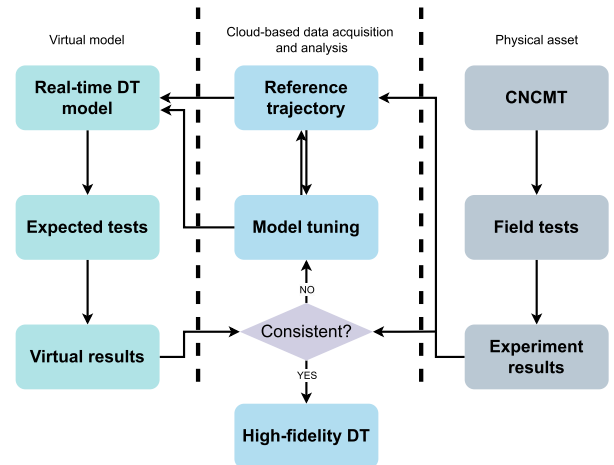 Virtual model
Cloud-based data acquisition
and analysis
Physical asset
Real-time DT
model
Reference
trajectory
CNCMT
Expected tests
Model tuning
Field tests
NO
Consistent?
Virtual results
Experiment
results
YES
High-fidelity DT